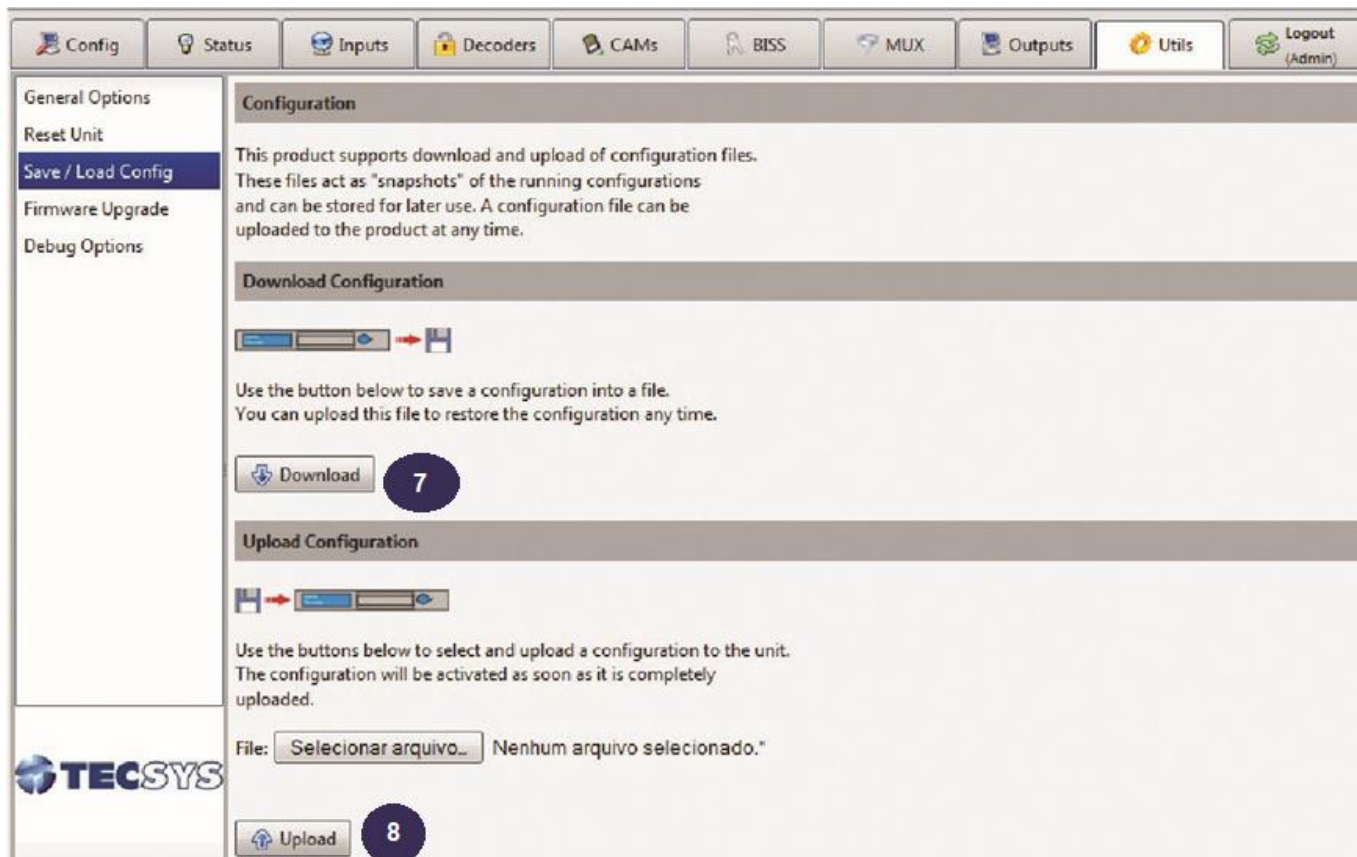 Config
Status
Inputs
Decoders
CAMs
BISS
MUX
Outputs
Utils
Logout
(Admin)
General Options
Reset Unit
Save / Load Config
Firmware Upgrade
Debug Options
Configuration
This product supports download and upload of configuration files.
These files act as "snapshots" of the running configurations
and can be stored for later use. A configuration file can be
uploaded to the product at any time.
Download Configuration
Use the button below to save a configuration into a file.
You can upload this file to restore the configuration any time.
Download
7
Upload Configuration
Use the buttons below to select and upload a configuration to the unit.
The configuration will be activated as soon as it is completely
uploaded.
File: Selecionar arquivo... Nenhum arquivo selecionado."
Upload
8
TECSYS